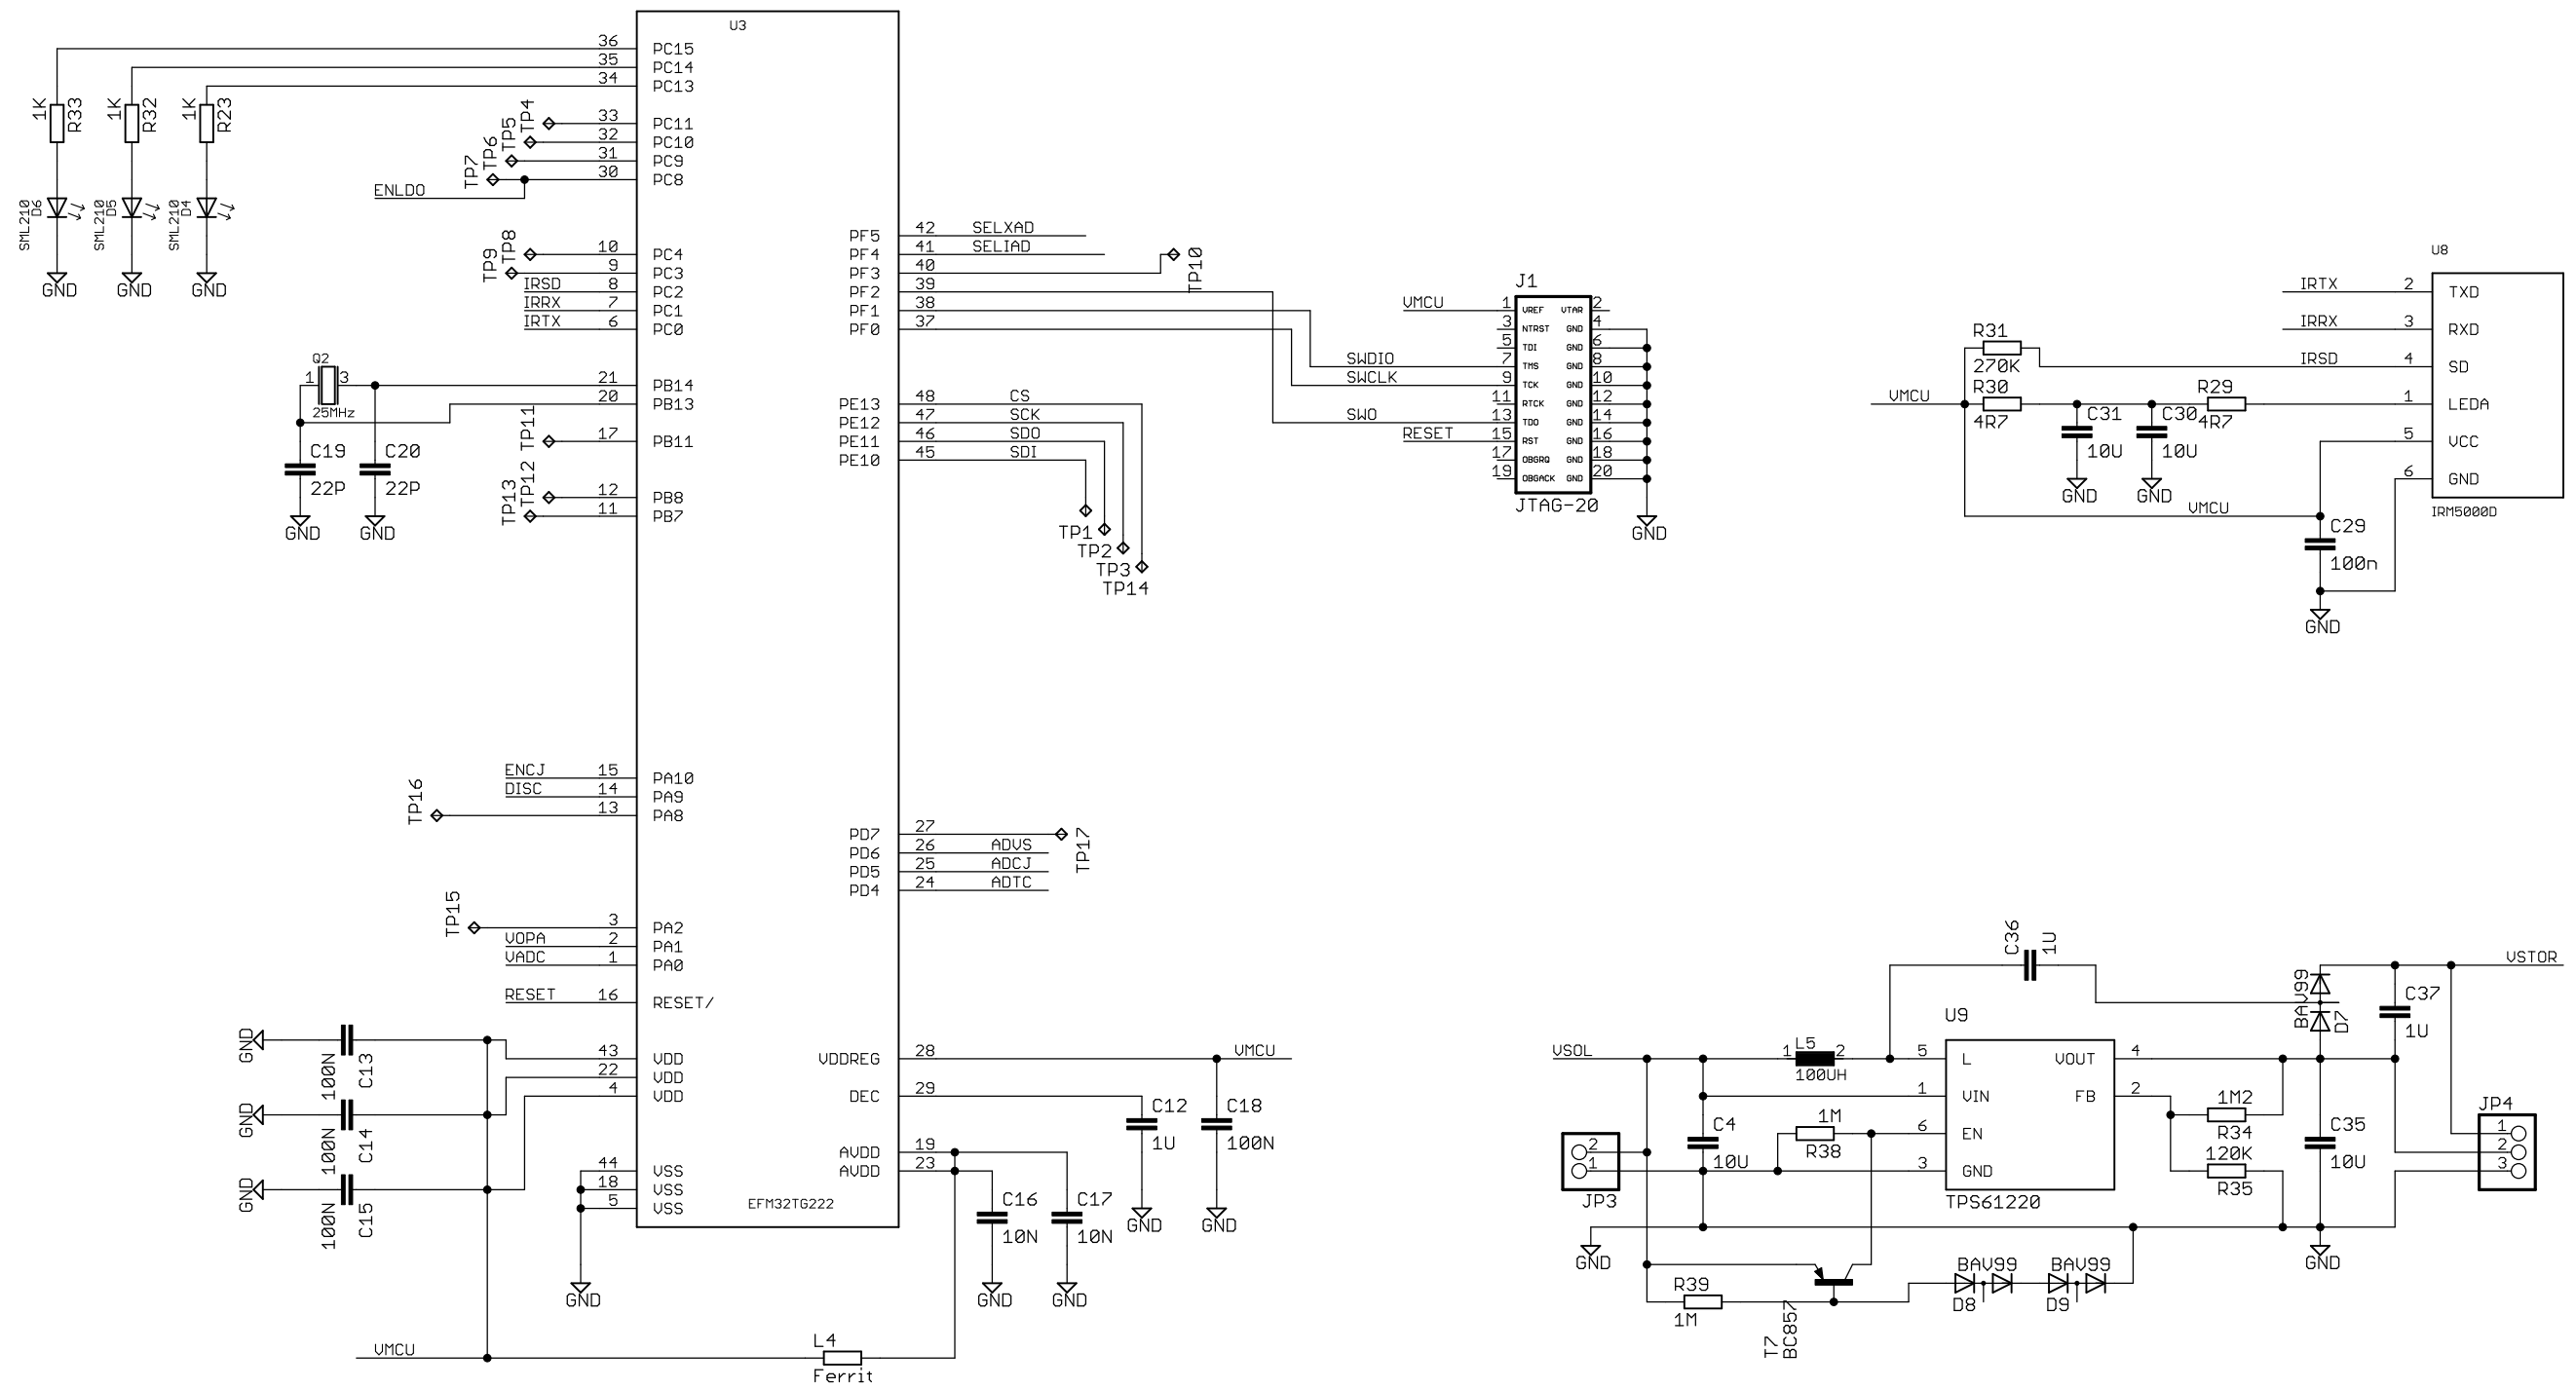 U3
36 PC15
35 PC14
34 PC13
1K R33
1K R32
1K R23
33 PC11 TP4
32 PC10 TP5
31 PC9 TP6
30 PC8 TP7
ENLDO
SML210 D6
SML210 D5
SML210 D4
GND GND GND
10 PC4 TP8
9 PC3 TP9
IRSD 8 PC2
IRRX 7 PC1
IRTX 6 PC0
Q2
1 3
25MHz
21 PB14
20 PB13
TP11 17 PB11
C19 22P
C20 22P
GND GND
TP12 12 PB8
TP13 11 PB7
ENCJ 15 PA10
DISC 14 PA9
TP16 13 PA8
TP15 3 PA2
VOPA 2 PA1
VADC 1 PA0
RESET 16 RESET/
GND 100N C13
GND 100N C14
GND 100N C15
43 VDD
22 VDD
4 VDD
44 VSS
18 VSS
5 VSS
GND
EFM32TG222
VMCU
L4
Ferrit
PF5 42 SELXAD
PF4 41 SELIAD
PF3 40 TP10
PF2 39
PF1 38
PF0 37
PE13 48 CS
PE12 47 SCK
PE11 46 SDO
PE10 45 SDI
TP1
TP2
TP3
TP14
PD7 27 TP17
PD6 26 ADVS
PD5 25 ADCJ
PD4 24 ADTC
VDDREG 28 VMCU
DEC 29
C12 1U
C18 100N
AVDD 19
AVDD 23
C16 10N
C17 10N
GND GND
GND GND
J1
VMCU 1 VREF VTAR 2
3 NTRST GND 4
5 TDI GND 6
SWDIO 7 TMS GND 8
SWCLK 9 TCK GND 10
11 RTCK GND 12
SWO 13 TDO GND 14
RESET 15 RST GND 16
17 DBGRQ GND 18
19 DBGACK GND 20
JTAG-20
GND
U8
IRTX 2 TXD
IRRX 3 RXD
IRSD 4 SD
R31 270K
VMCU R30 4R7
R29 4R7
1 LEDA
C31 10U
C30 10U
GND GND
5 VCC
6 GND
VMCU
IRM5000D
C29 100n
GND
C36 1U
VSTOR
BAV99 D7
C37 1U
U9
VSOL
1 L5 2
100UH
5 L VOUT 4
1 VIN FB 2
6 EN
3 GND
TPS61220
C4 10U
1M R38
1M2 R34
120K R35
C35 10U
JP3
2
1
JP4
1
2
3
GND
GND
R39 1M
T7 BC857
BAV99 D8
BAV99 D9